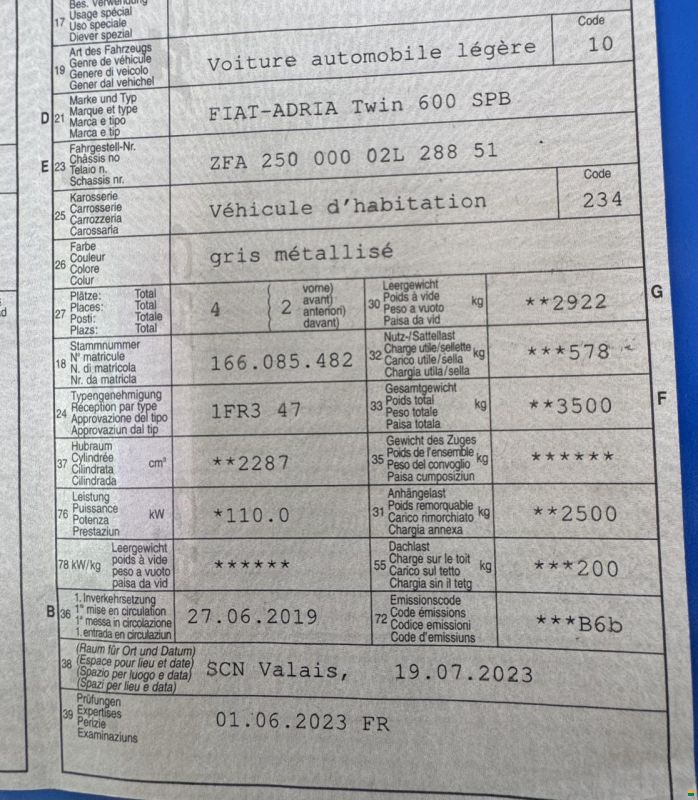 Bes. Verwendung
17 Usage spécial
Uso speciale
Diever spezial
Art des Fahrzeugs
19 Genre de véhicule
Genere di veicolo
Gener dal vehichel
Voiture automobile légère
Code
10
Marke und Typ
D 21 Marque et type
Marca e tipo
Marca e tip
FIAT-ADRIA Twin 600 SPB
Fahrgestell-Nr.
E 23 Châssis no
Telaio n.
Schassis nr.
ZFA 250 000 02L 288 51
Karosserie
25 Carrosserie
Carrozzeria
Carossaria
Véhicule d'habitation
Code
234
Farbe
26 Couleur
Colore
Colur
gris métallisé
Plätze: Total
27 Places: Total
Posti: Totale
Plazs: Total
4
2
vorne)
avant)
anteriori)
davant)
Leergewicht
30 Poids à vide kg
Peso a vuoto
Paisa da vid
**2922
G
Stammnummer
18 N° matricule
N. di matricola
Nr. da matricla
166.085.482
Nutz-/Sattellast
32 Charge utile/sellette kg
Carico utile/sella
Chargia utila/sella
***578
Typengenehmigung
24 Réception par type
Approvazione del tipo
Approvaziun dal tip
1FR3 47
Gesamtgewicht
33 Poids total kg
Peso totale
Paisa totala
**3500
F
Hubraum
37 Cylindrée cm³
Cilindrata
Cilindrada
**2287
Gewicht des Zuges
35 Poids de l'ensemble kg
Peso del convoglio
Paisa cumposiziun
******
Leistung
76 Puissance kW
Potenza
Prestaziun
*110.0
Anhängelast
31 Poids remorquable kg
Carico rimorchiato
Chargia annexa
**2500
Leergewicht
78 kW/kg poids à vide
peso a vuoto
paisa da vid
******
Dachlast
55 Charge sur le toit kg
Carico sul tetto
Chargia sin il tetg
***200
1. Inverkehrsetzung
B 36 1re mise en circulation
1a messa in circolazione
1. entrada en circulaziun
27.06.2019
Emissionscode
72 Code émissions
Codice emissioni
Code d'emissiuns
***B6b
(Raum für Ort und Datum)
38 (Espace pour lieu et date)
(Spazio per luogo e data)
(Spazi per lieu e data)
SCN Valais, 19.07.2023
Prüfungen
39 Expertises
Perizie
Examinaziuns
01.06.2023 FR